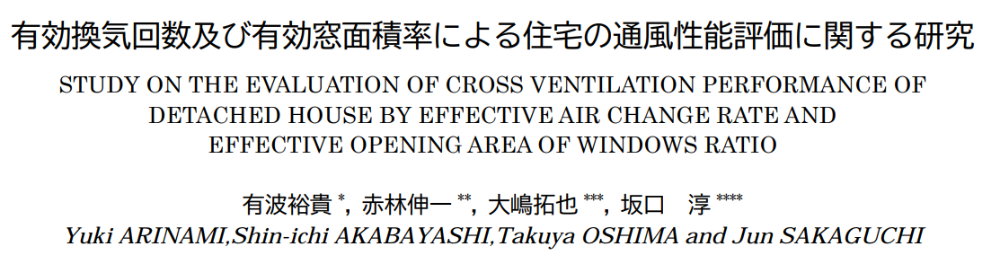 有効換気回数及び有効窓面積率による住宅の通風性能評価に関する研究
STUDY ON THE EVALUATION OF CROSS VENTILATION PERFORMANCE OF
DETACHED HOUSE BY EFFECTIVE AIR CHANGE RATE AND
EFFECTIVE OPENING AREA OF WINDOWS RATIO
有波裕貴 *, 赤林伸一 **, 大嶋拓也 ***, 坂口　淳 ****
Yuki ARINAMI,Shin-ichi AKABAYASHI,Takuya OSHIMA and Jun SAKAGUCHI